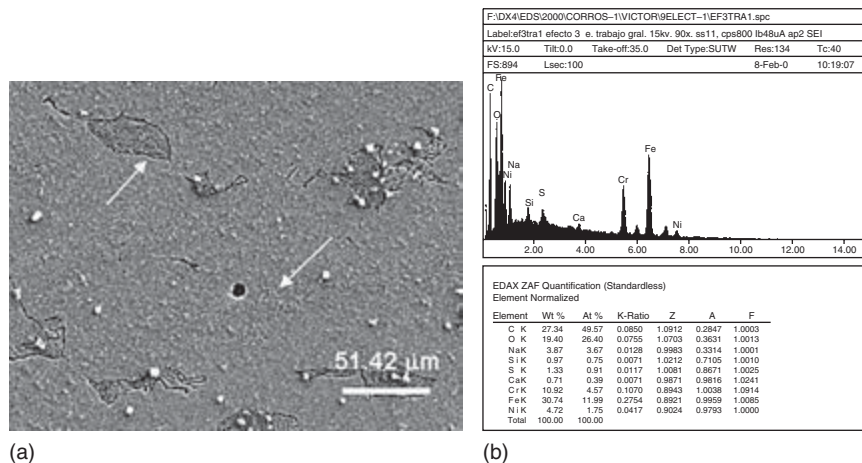 51.42 μm
(a)
F:\DX4\EDS\2000\CORROS–1\VICTOR\9ELECT–1\EF3TRA1.spc
Label:ef3tra1 efecto 3 e. trabajo gral. 15kv. 90x. ss11, cps800 lb48uA ap2 SEI
kV:15.0 Tilt:0.0 Take-off:35.0 Det Type:SUTW Res:134 Tc:40
FS:894 Lsec:100 8-Feb-0 10:19:07
Fe
C
O
Na
Ni
Si
S
Ca
Cr
Fe
Ni
2.00 4.00 6.00 8.00 10.00 12.00 14.00
EDAX ZAF Quantification (Standardless)
Element Normalized
Element Wt % At % K-Ratio Z A F
C K 27.34 49.57 0.0850 1.0912 0.2847 1.0003
O K 19.40 26.40 0.0755 1.0703 0.3631 1.0013
NaK 3.87 3.67 0.0128 0.9983 0.3314 1.0001
SiK 0.97 0.75 0.0071 1.0212 0.7105 1.0010
S K 1.33 0.91 0.0117 1.0081 0.8671 1.0025
CaK 0.71 0.39 0.0071 0.9871 0.9816 1.0241
CrK 10.92 4.57 0.1070 0.8943 1.0038 1.0914
FeK 30.74 11.99 0.2754 0.8921 0.9959 1.0085
NiK 4.72 1.75 0.0417 0.9024 0.9793 1.0000
Total 100.00 100.00
(b)